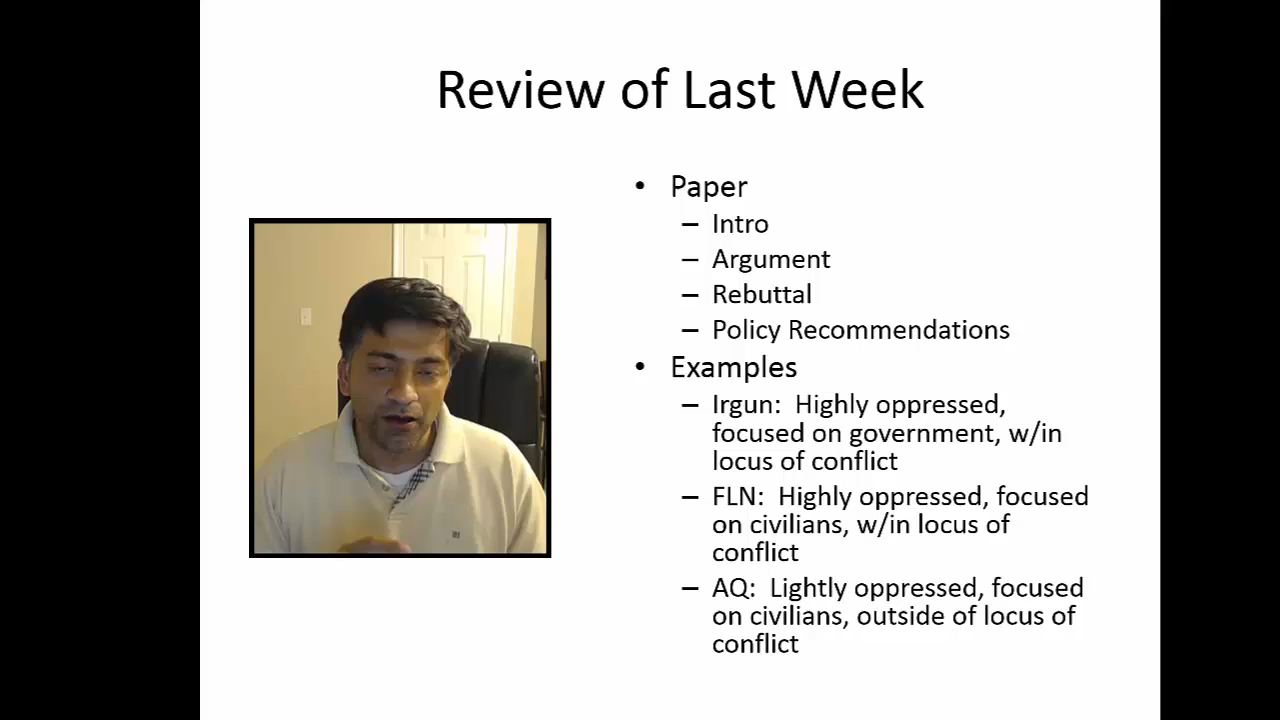 Review of Last Week
• Paper
– Intro
– Argument
– Rebuttal
– Policy Recommendations
• Examples
– Irgun:  Highly oppressed,
focused on government, w/in
locus of conflict
– FLN:  Highly oppressed, focused
on civilians, w/in locus of
conflict
– AQ:  Lightly oppressed, focused
on civilians, outside of locus of
conflict